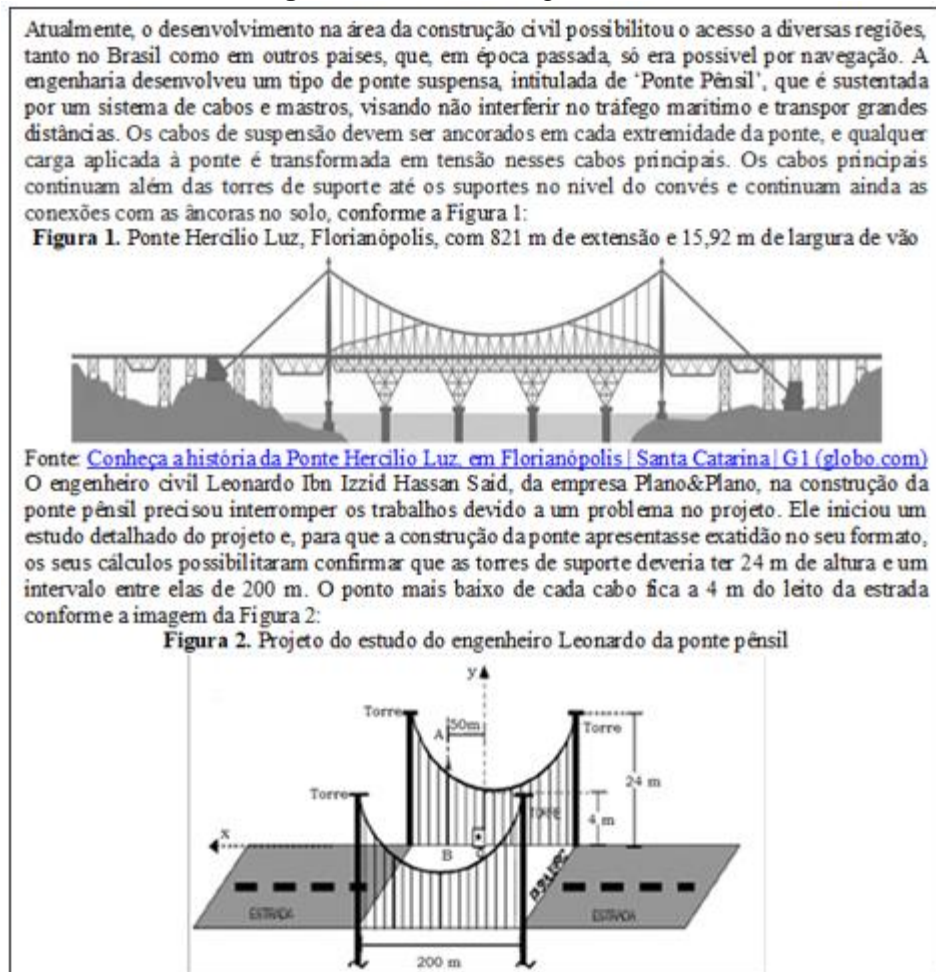 Atualmente, o desenvolvimento na área da construção civil possibilitou o acesso a diversas regiões,
tanto no Brasil como em outros países, que, em época passada, só era possível por navegação. A
engenharia desenvolveu um tipo de ponte suspensa, intitulada de ‘Ponte Pênsil’, que é sustentada
por um sistema de cabos e mastros, visando não interferir no tráfego marítimo e transpor grandes
distâncias. Os cabos de suspensão devem ser ancorados em cada extremidade da ponte, e qualquer
carga aplicada à ponte é transformada em tensão nesses cabos principais. Os cabos principais
continuam além das torres de suporte até os suportes no nível do convés e continuam ainda as
conexões com as âncoras no solo, conforme a Figura 1:
Figura 1. Ponte Hercílio Luz, Florianópolis, com 821 m de extensão e 15,92 m de largura de vão
Fonte: Conheça a história da Ponte Hercílio Luz, em Florianópolis | Santa Catarina | G1 (globo.com)
O engenheiro civil Leonardo Ibn Izzid Hassan Said, da empresa Plano&Plano, na construção da
ponte pênsil precisou interromper os trabalhos devido a um problema no projeto. Ele iniciou um
estudo detalhado do projeto e, para que a construção da ponte apresentasse exatidão no seu formato,
os seus cálculos possibilitaram confirmar que as torres de suporte deveria ter 24 m de altura e um
intervalo entre elas de 200 m. O ponto mais baixo de cada cabo fica a 4 m do leito da estrada
conforme a imagem da Figura 2:
Figura 2. Projeto do estudo do engenheiro Leonardo da ponte pênsil
y
Torre
50m
Torre
A
24 m
Torre
TORRE
4 m
x
B
ESTRADA
ESTRADA
200 m